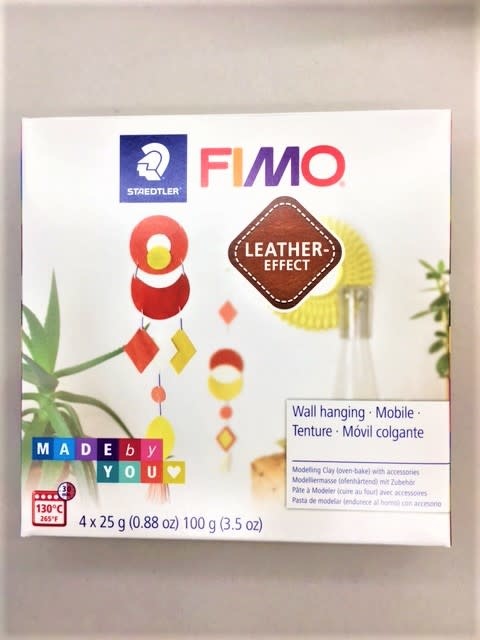 STAEDTLER
FIMO
LEATHER-
EFFECT
Wall hanging · Mobile ·
Tenture · Móvil colgante
Modelling Clay (oven-bake) with accessories
Modelliermasse (ofenhärtend) mit Zubehör
Pâte à Modeler (cuire au four) avec accessoires
Pasta de modelar (endurece al horno) con accesorio
MADE by
YOU
30
130°C
265°F
4 x 25 g (0.88 oz) 100 g (3.5 oz)